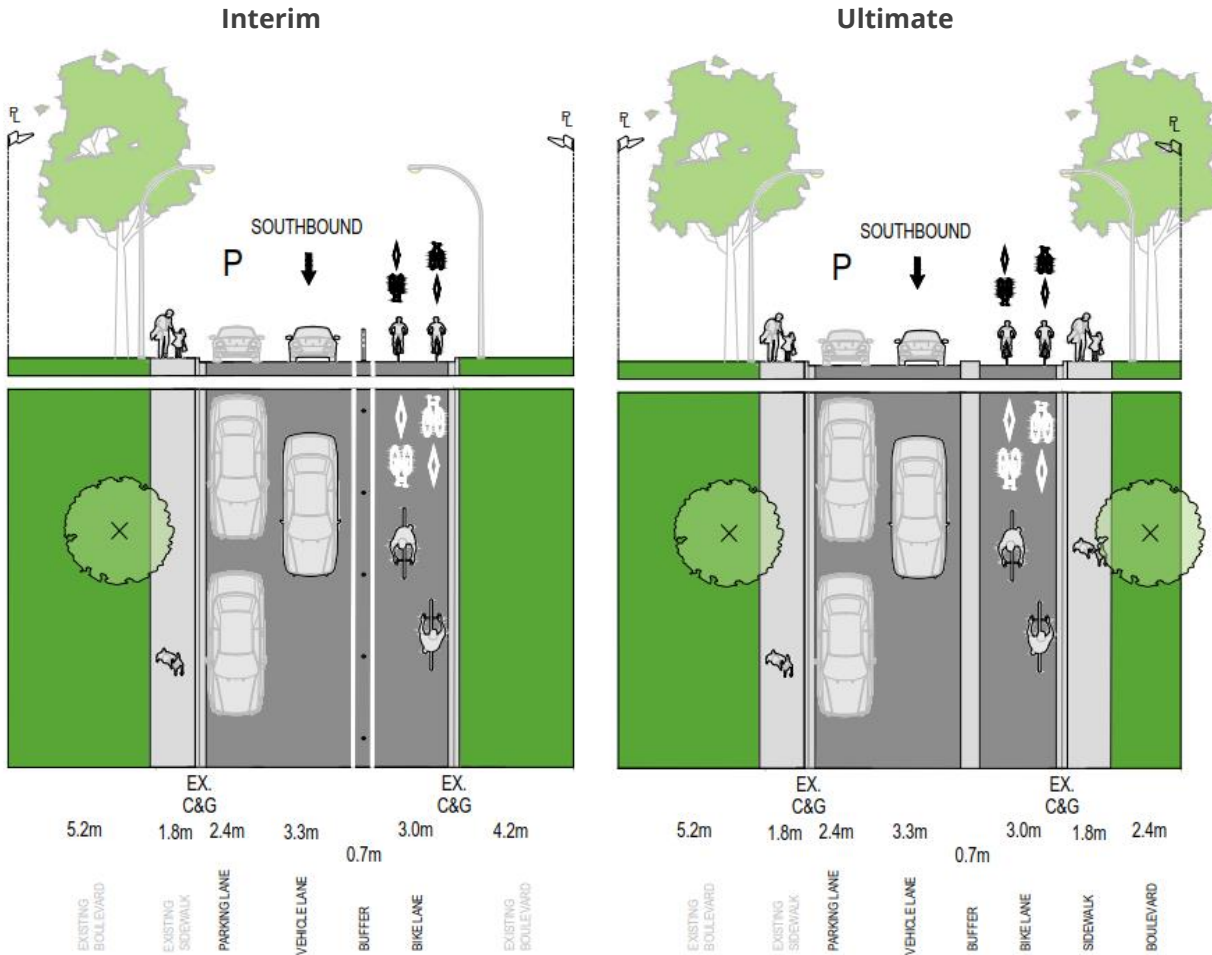 Interim
PL
PL
SOUTHBOUND
P
EX.
C&G
EX.
C&G
5.2m
1.8m
2.4m
3.3m
0.7m
3.0m
4.2m
EXISTING
BOULEVARD
EXISTING
SIDEWALK
PARKING LANE
VEHICLE LANE
BUFFER
BIKE LANE
EXISTING
BOULEVARD
Ultimate
PL
PL
SOUTHBOUND
P
EX.
C&G
EX.
C&G
5.2m
1.8m
2.4m
3.3m
0.7m
3.0m
1.8m
2.4m
EXISTING
BOULEVARD
EXISTING
SIDEWALK
PARKING LANE
VEHICLE LANE
BUFFER
BIKE LANE
SIDEWALK
BOULEVARD